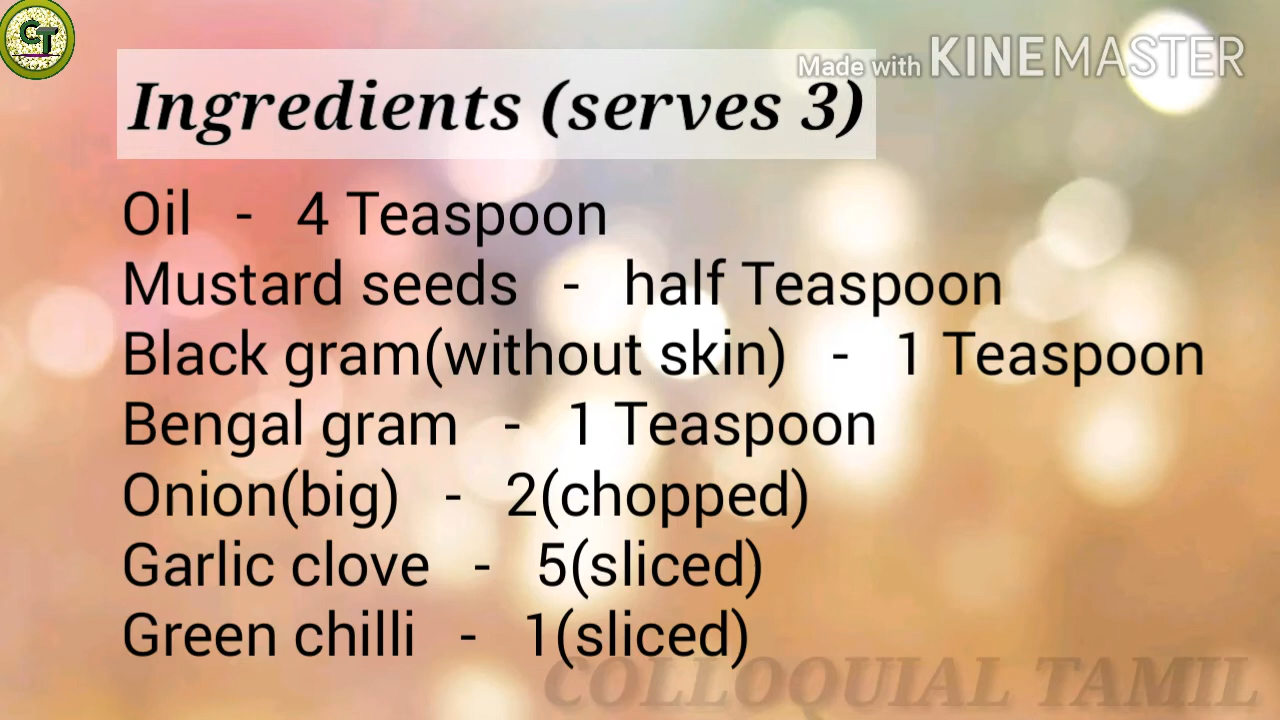 CT
Made with KINEMASTER
Ingredients (serves 3)
Oil - 4 Teaspoon
Mustard seeds - half Teaspoon
Black gram(without skin) - 1 Teaspoon
Bengal gram - 1 Teaspoon
Onion(big) - 2(chopped)
Garlic clove - 5(sliced)
Green chilli - 1(sliced)
COLLOQUIAL TAMIL